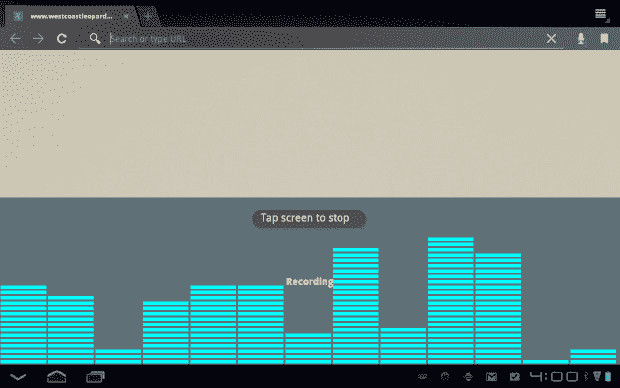 www.westcoastleopard...
Search or type URL
Tap screen to stop
Recording
4:00